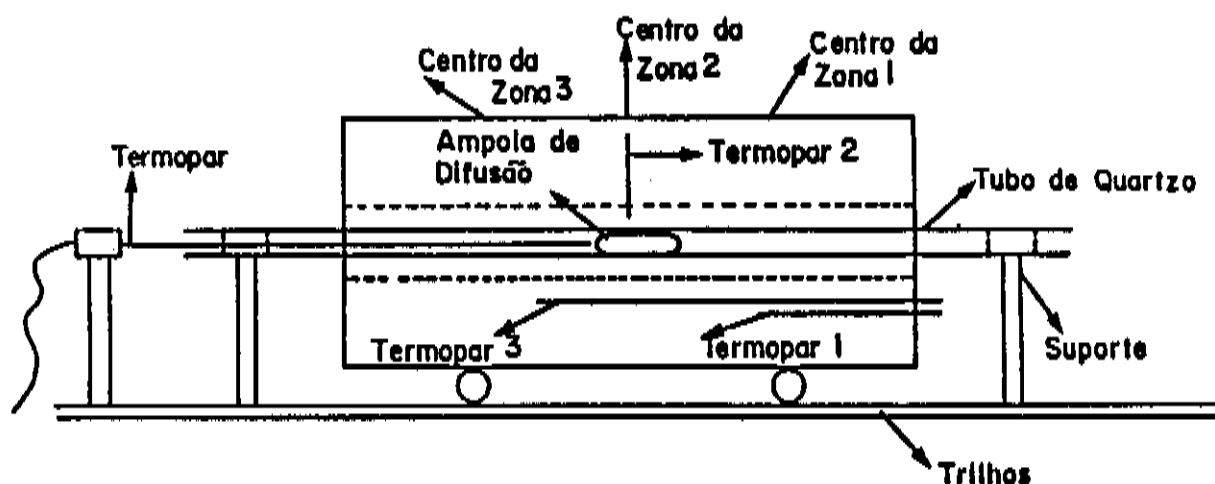 Centro da
Zona 2
Centro da
Zona 1
Centro da
Zona 3
Termopar
Ampola de
Difusão
Termopar 2
Tubo de Quartzo
Termopar 3
Termopar 1
Suporte
Trilhos